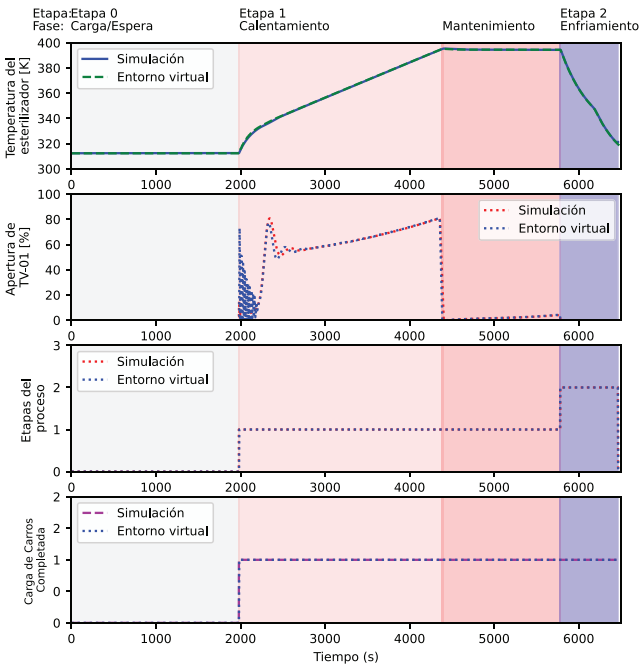 Etapa:Etapa 0 Etapa 1 Etapa 2
Fase: Carga/Espera Calentamiento Mantenimiento Enfriamiento
Temperatura del
esterilizador [K]
400
380
360
340
320
300
Simulación
Entorno virtual
0 1000 2000 3000 4000 5000 6000
Apertura de
TV-01 [%]
100
80
60
40
20
0
Simulación
Entorno virtual
0 1000 2000 3000 4000 5000 6000
Etapas del
proceso
3
2
1
0
Simulación
Entorno virtual
0 1000 2000 3000 4000 5000 6000
Carga de Carros
Completada
2
2
1
0
0
Simulación
Entorno virtual
0 1000 2000 3000 4000 5000 6000
Tiempo (s)